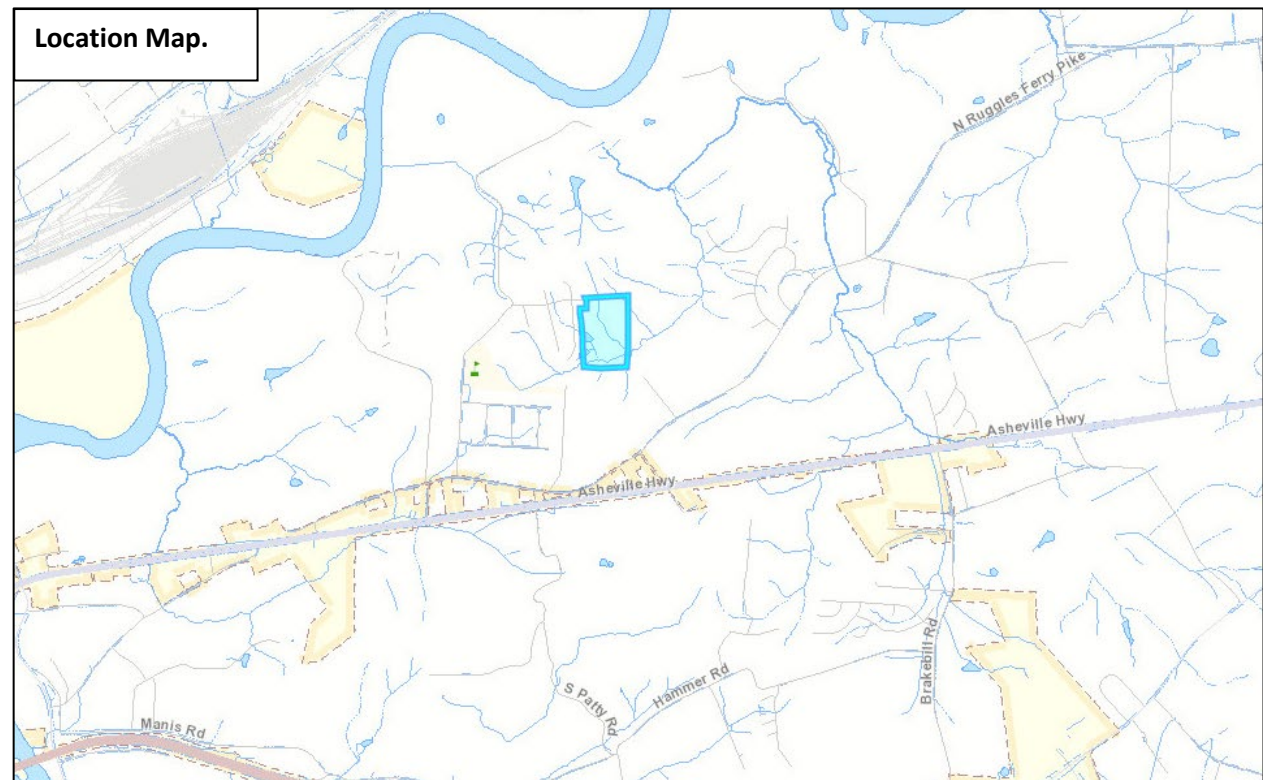 Location Map.
N Ruggles Ferry Pike
Asheville Hwy
Asheville Hwy
Hammer Rd
S Patty Rd
Brakebill Rd
Manis Rd